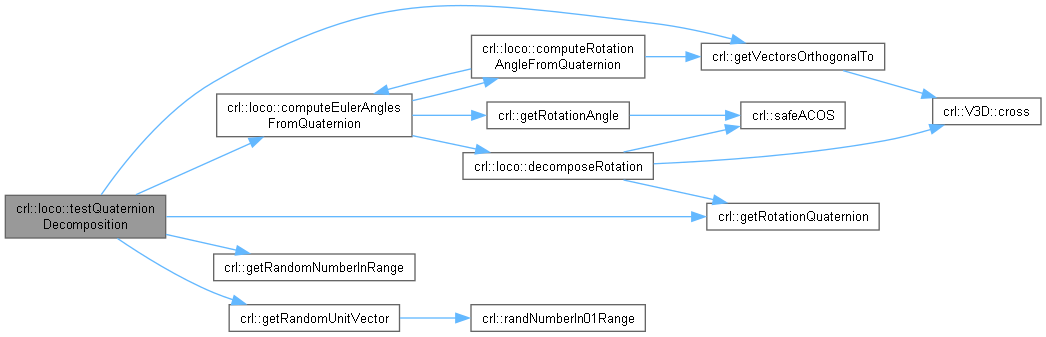 crl::loco::testQuaternion
Decomposition
crl::loco::computeEulerAngles
FromQuaternion
crl::loco::computeRotation
AngleFromQuaternion
crl::getVectorsOrthogonalTo
crl::V3D::cross
crl::getRotationAngle
crl::safeACOS
crl::loco::decomposeRotation
crl::getRotationQuaternion
crl::getRandomNumberInRange
crl::getRandomUnitVector
crl::randNumberIn01Range